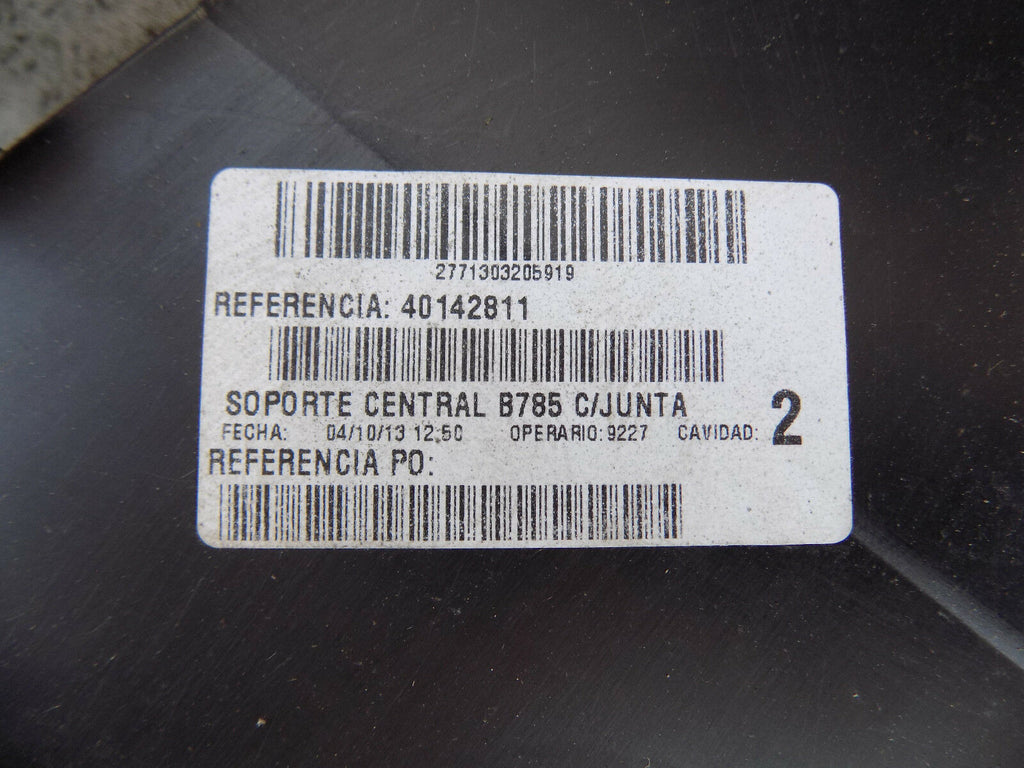 2771303205919
REFERENCIA: 40142811
SOPORTE CENTRAL B785 C/JUNTA
FECHA: 04/10/13 12:50 OPERARIO:9227 CAVIDAD: 2
REFERENCIA PO: